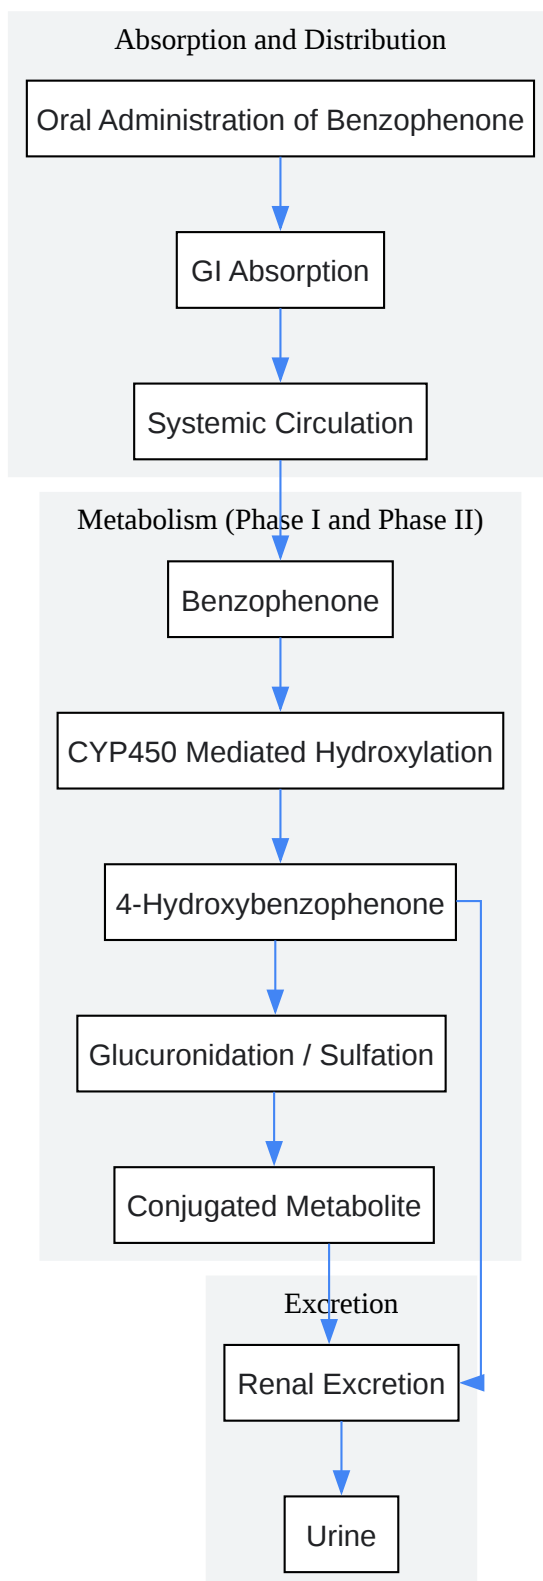 Absorption and Distribution
Oral Administration of Benzophenone
GI Absorption
Systemic Circulation
Metabolism (Phase I and Phase II)
Benzophenone
CYP450 Mediated Hydroxylation
4-Hydroxybenzophenone
Glucuronidation / Sulfation
Conjugated Metabolite
Excretion
Renal Excretion
Urine